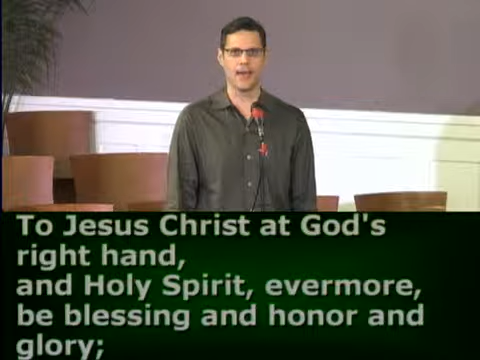 To Jesus Christ at God's
right hand,
and Holy Spirit, evermore,
be blessing and honor and
glory;